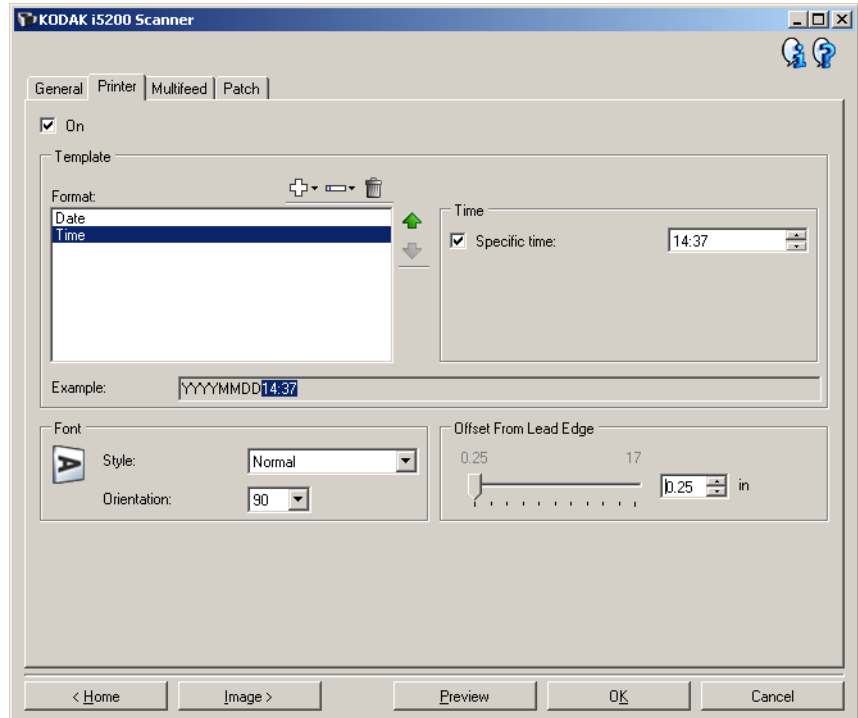 KODAK i5200 Scanner
General Printer Multifeed Patch
On
Template
Format:
Date
Time
Time
Specific time: 14:37
Example: YYYYMMDD14:37
Font
Style: Normal
Orientation: 90
Offset From Lead Edge
0.25 17
0.25 in
< Home Image > Preview OK Cancel